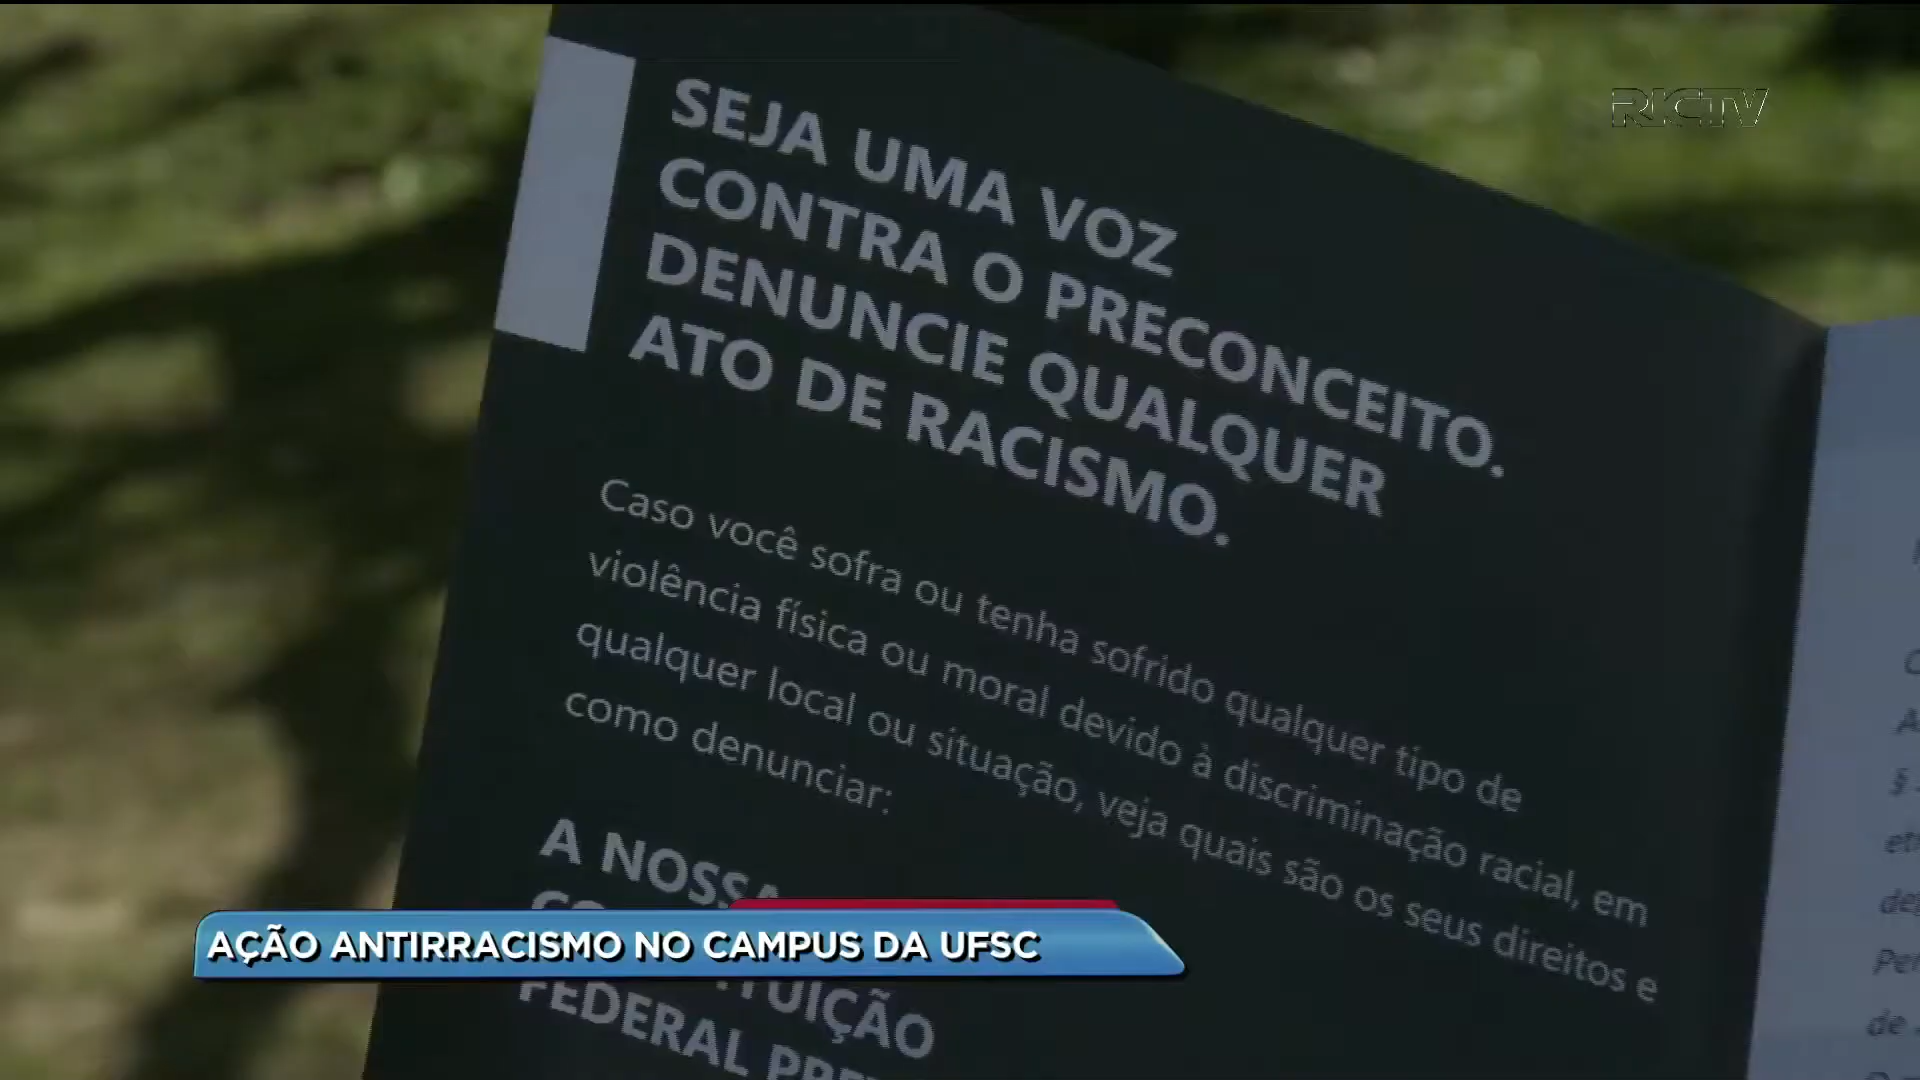 RICTV
SEJA UMA VOZ
CONTRA O PRECONCEITO.
DENUNCIE QUALQUER
ATO DE RACISMO.
Caso você sofra ou tenha sofrido qualquer tipo de
violência física ou moral devido à discriminação racial, em
qualquer local ou situação, veja quais são os seus direitos e
como denunciar:
A NOSSA
AÇÃO ANTIRRACISMO NO CAMPUS DA UFSC
FEDERAL
de